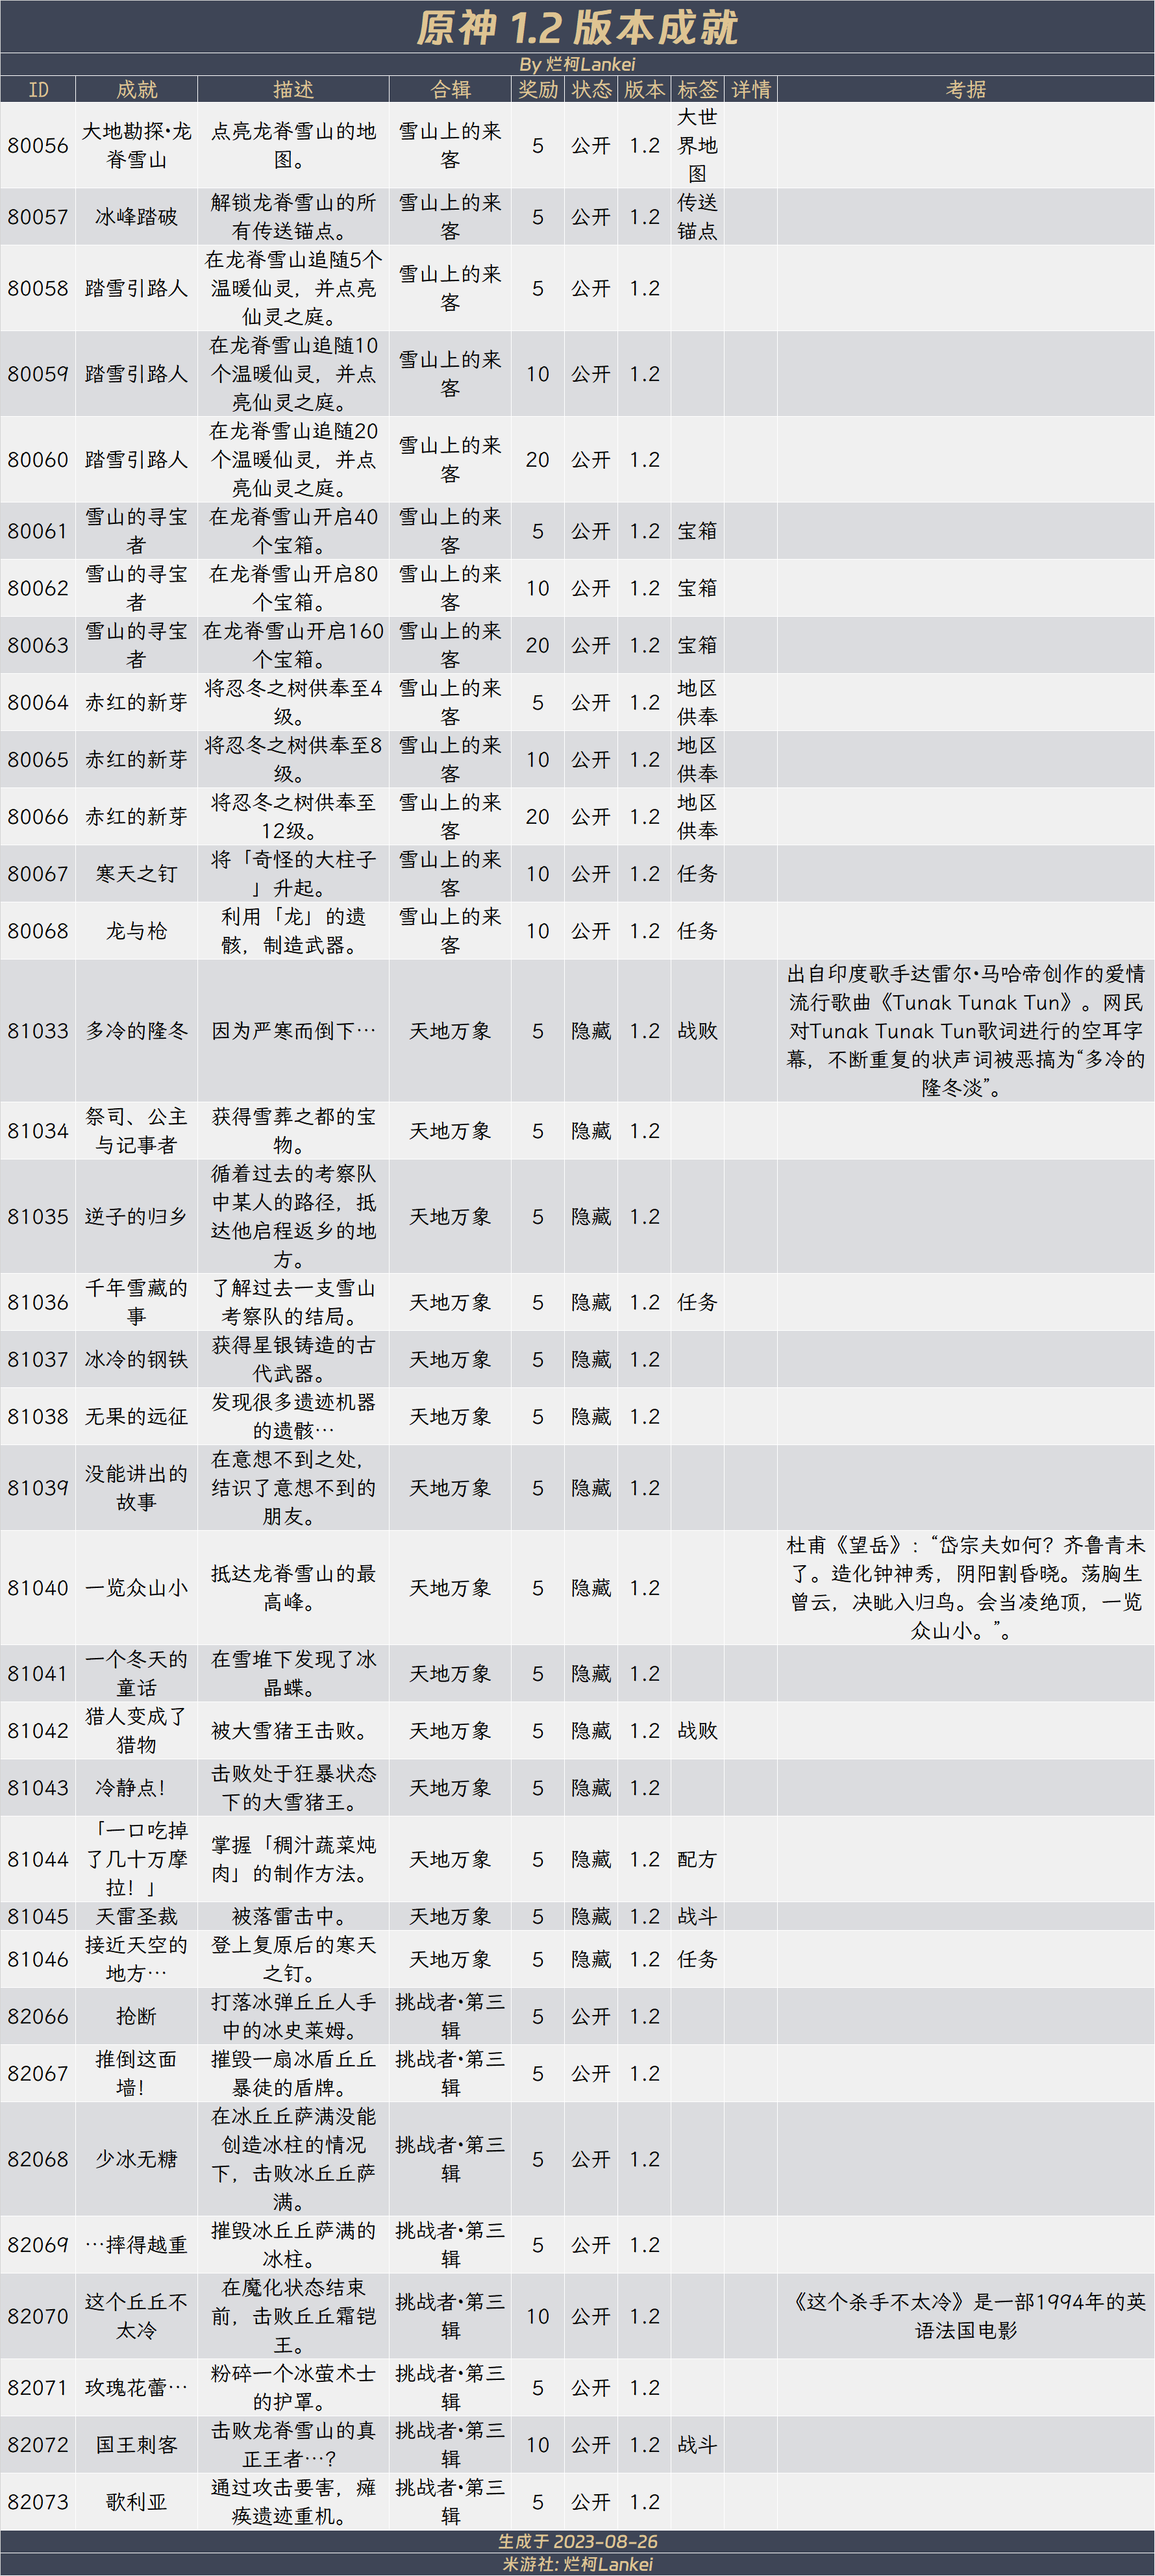 原神 1.2 版本成就
By 烂柯Lankei
ID 成就 描述 合辑 奖励 状态 版本 标签 详情 考据
80056 大地勘探·龙脊雪山 点亮龙脊雪山的地图。 雪山上的来客 5 公开 1.2 大世界地图
80057 冰峰踏破 解锁龙脊雪山的所有传送锚点。 雪山上的来客 5 公开 1.2 传送锚点
80058 踏雪引路人 在龙脊雪山追随5个温暖仙灵，并点亮仙灵之庭。 雪山上的来客 5 公开 1.2
80059 踏雪引路人 在龙脊雪山追随10个温暖仙灵，并点亮仙灵之庭。 雪山上的来客 10 公开 1.2
80060 踏雪引路人 在龙脊雪山追随20个温暖仙灵，并点亮仙灵之庭。 雪山上的来客 20 公开 1.2
80061 雪山的寻宝者 在龙脊雪山开启40个宝箱。 雪山上的来客 5 公开 1.2 宝箱
80062 雪山的寻宝者 在龙脊雪山开启80个宝箱。 雪山上的来客 10 公开 1.2 宝箱
80063 雪山的寻宝者 在龙脊雪山开启160个宝箱。 雪山上的来客 20 公开 1.2 宝箱
80064 赤红的新芽 将忍冬之树供奉至4级。 雪山上的来客 5 公开 1.2 地区供奉
80065 赤红的新芽 将忍冬之树供奉至8级。 雪山上的来客 10 公开 1.2 地区供奉
80066 赤红的新芽 将忍冬之树供奉至12级。 雪山上的来客 20 公开 1.2 地区供奉
80067 寒天之钉 将「奇怪的大柱子」升起。 雪山上的来客 10 公开 1.2 任务
80068 龙与枪 利用「龙」的遗骸，制造武器。 雪山上的来客 10 公开 1.2 任务
81033 多冷的隆冬 因为严寒而倒下… 天地万象 5 隐藏 1.2 战败 出自印度歌手达雷尔·马哈帝创作的爱情流行歌曲《Tunak Tunak Tun》。网民对Tunak Tunak Tun歌词进行的空耳字幕，不断重复的状声词被恶搞为“多冷的隆冬淡”。
81034 祭司、公主与记事者 获得雪葬之都的宝物。 天地万象 5 隐藏 1.2
81035 逆子的归乡 循着过去的考察队中某人的路径，抵达他启程返乡的地方。 天地万象 5 隐藏 1.2
81036 千年雪藏的事 了解过去一支雪山考察队的结局。 天地万象 5 隐藏 1.2 任务
81037 冰冷的钢铁 获得星银铸造的古代武器。 天地万象 5 隐藏 1.2
81038 无果的远征 发现很多遗迹机器的遗骸… 天地万象 5 隐藏 1.2
81039 没能讲出的故事 在意想不到之处，结识了意想不到的朋友。 天地万象 5 隐藏 1.2
81040 一览众山小 抵达龙脊雪山的最高峰。 天地万象 5 隐藏 1.2 杜甫《望岳》：“岱宗夫如何？齐鲁青未了。造化钟神秀，阴阳割昏晓。荡胸生曾云，决眦入归鸟。会当凌绝顶，一览众山小。”。
81041 一个冬天的童话 在雪堆下发现了冰晶蝶。 天地万象 5 隐藏 1.2
81042 猎人变成了猎物 被大雪猪王击败。 天地万象 5 隐藏 1.2 战败
81043 冷静点！ 击败处于狂暴状态下的大雪猪王。 天地万象 5 隐藏 1.2
81044 「一口吃掉了几十万摩拉！」 掌握「稠汁蔬菜炖肉」的制作方法。 天地万象 5 隐藏 1.2 配方
81045 天雷圣裁 被落雷击中。 天地万象 5 隐藏 1.2 战斗
81046 接近天空的地方… 登上复原后的寒天之钉。 天地万象 5 隐藏 1.2 任务
82066 抢断 打落冰弹丘丘人手中的冰史莱姆。 挑战者·第三辑 5 公开 1.2
82067 推倒这面墙！ 摧毁一扇冰盾丘丘暴徒的盾牌。 挑战者·第三辑 5 公开 1.2
82068 少冰无糖 在冰丘丘萨满没能创造冰柱的情况下，击败冰丘丘萨满。 挑战者·第三辑 5 公开 1.2
82069 …摔得越重 摧毁冰丘丘萨满的冰柱。 挑战者·第三辑 5 公开 1.2
82070 这个丘丘不太冷 在魔化状态结束前，击败丘丘霜铠王。 挑战者·第三辑 10 公开 1.2 《这个杀手不太冷》是一部1994年的英语法国电影
82071 玫瑰花蕾… 粉碎一个冰萤术士的护罩。 挑战者·第三辑 5 公开 1.2
82072 国王刺客 击败龙脊雪山的真正王者…？ 挑战者·第三辑 10 公开 1.2 战斗
82073 歌利亚 通过攻击要害，瘫痪遗迹重机。 挑战者·第三辑 5 公开 1.2
生成于 2023-08-26
米游社: 烂柯Lankei